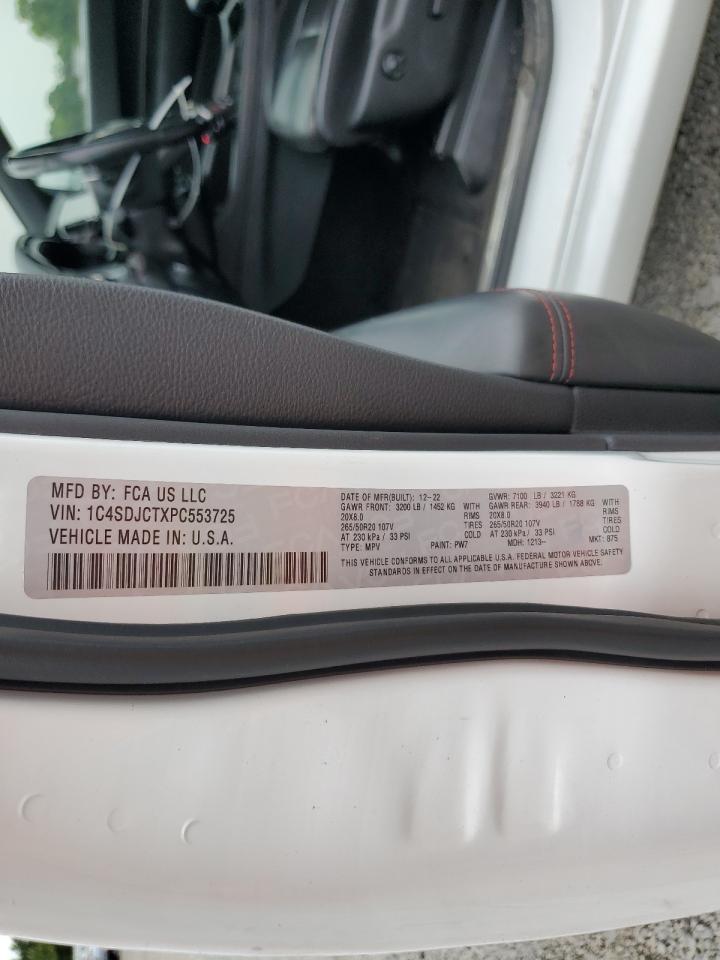 MFD BY: FCA US LLC
VIN: 1C4SDJCTXPC553725
VEHICLE MADE IN: U.S.A.
DATE OF MFR(BUILT): 12-22 GVWR: 7100 LB / 3221 KG
GAWR FRONT: 3200 LB / 1452 KG GAWR REAR: 3940 LB / 1788 KG
20X8.0 RIMS 20X8.0 RIMS
265/50R20 107V TIRES 265/50R20 107V TIRES
AT 230 kPa / 33 PSI COLD AT 230 kPa / 33 PSI COLD
TYPE: MPV PAINT: PW7 MDH: 1213-- MKT: 875
THIS VEHICLE CONFORMS TO ALL APPLICABLE U.S.A. FEDERAL MOTOR VEHICLE SAFETY
STANDARDS IN EFFECT ON THE DATE OF MANUFACTURE SHOWN ABOVE.